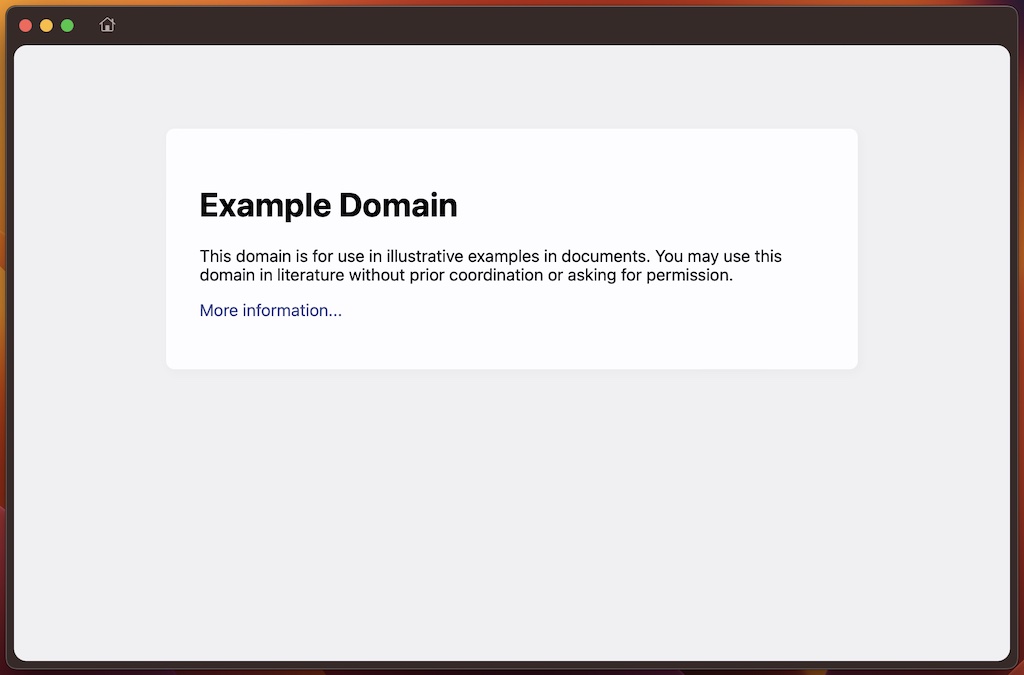 Example Domain
This domain is for use in illustrative examples in documents. You may use this
domain in literature without prior coordination or asking for permission.
More information...